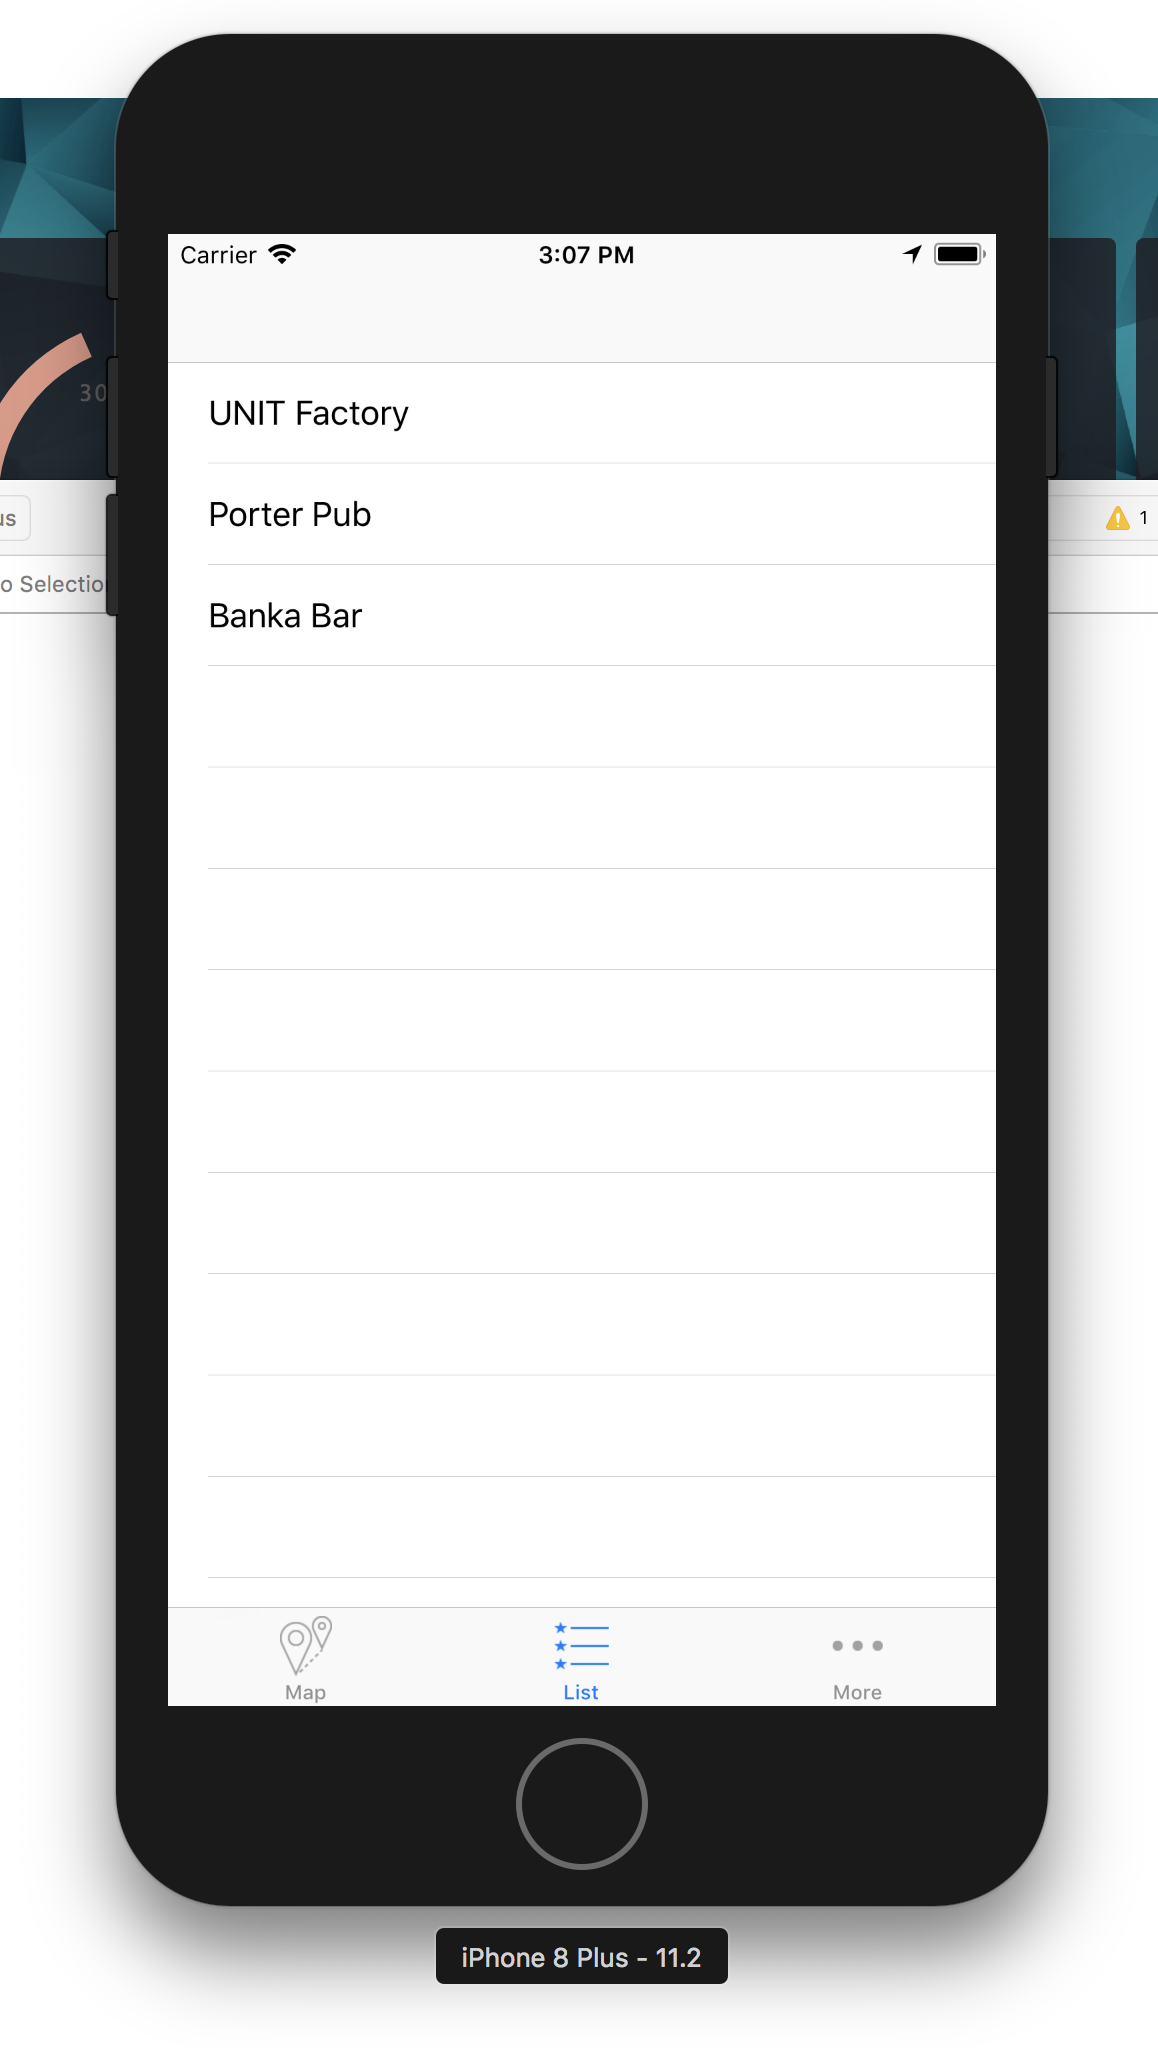 Carrier 3:07 PM
30
UNIT Factory
Porter Pub
us 1
o Selection
Banka Bar
Map List More
iPhone 8 Plus - 11.2